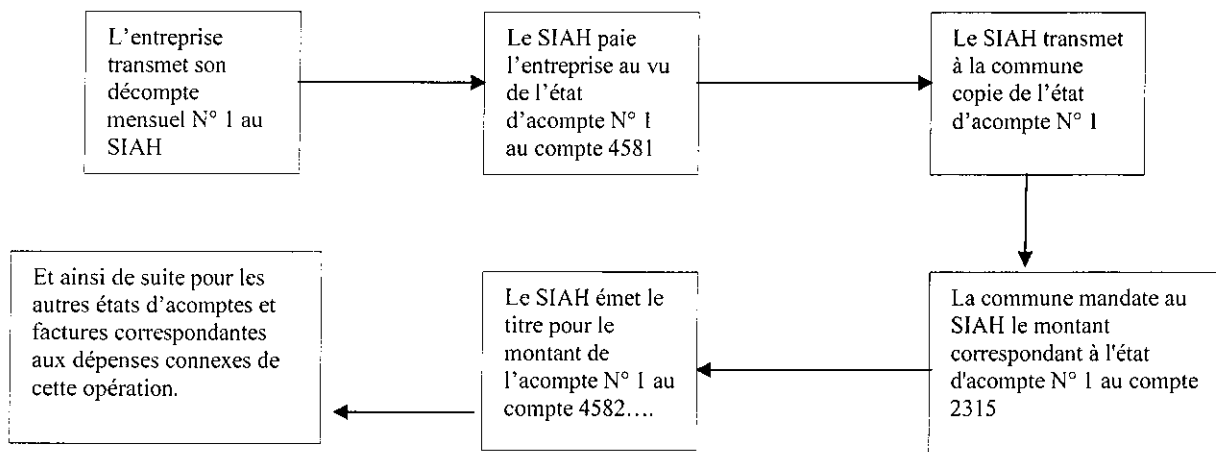 L'entreprise
transmet son
décompte
mensuel N° 1 au
SIAH
Le SIAH paie
l'entreprise au vu
de l'état
d'acompte N° 1
au compte 4581
Le SIAH transmet
à la commune
copie de l'état
d'acompte N° 1
La commune mandate au
SIAH le montant
correspondant à l'état
d'acompte N° 1 au compte
2315
Le SIAH émet le
titre pour le
montant de
l'acompte N° 1 au
compte 4582....
Et ainsi de suite pour les
autres états d'acomptes et
factures correspondantes
aux dépenses connexes de
cette opération.